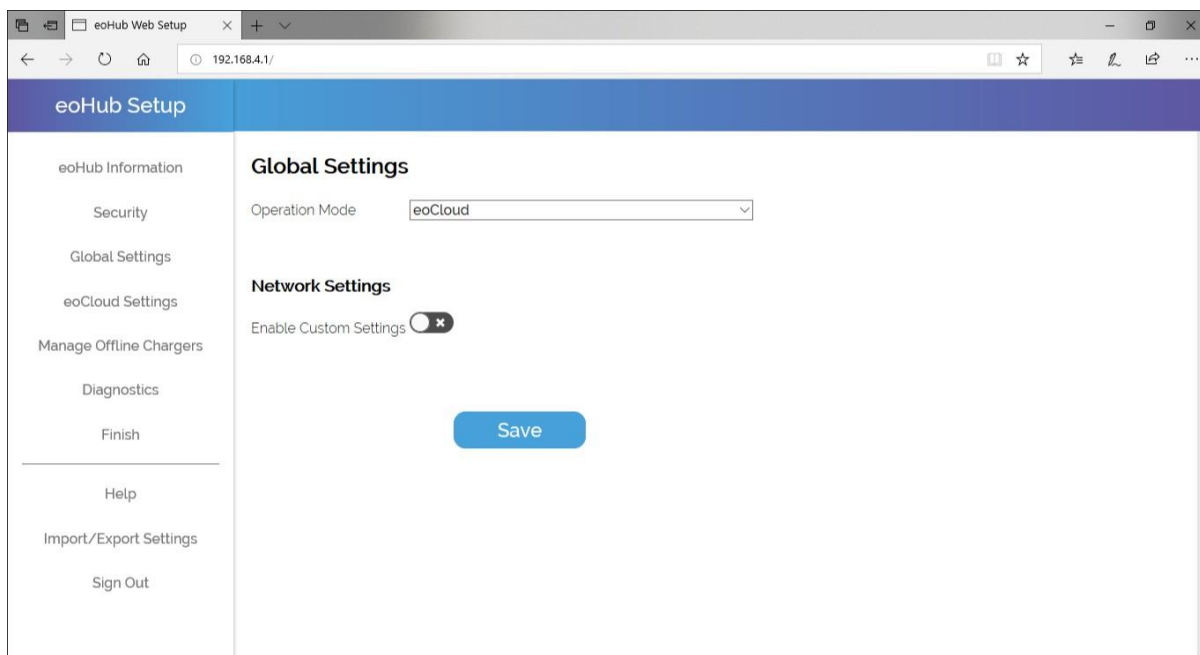 eoHub Web Setup
192.168.4.1/
eoHub Setup
eoHub Information
Security
Global Settings
eoCloud Settings
Manage Offline Chargers
Diagnostics
Finish
Help
Import/Export Settings
Sign Out
Global Settings
Operation Mode eoCloud
Network Settings
Enable Custom Settings
Save